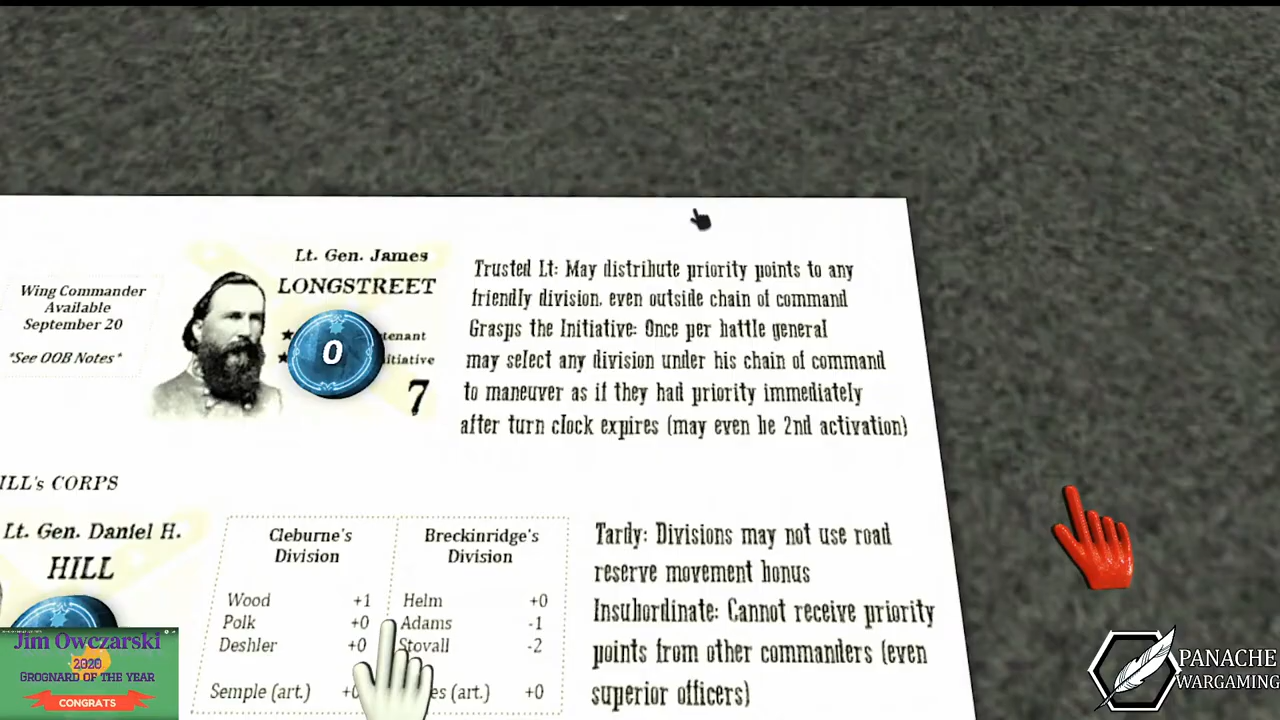 Wing Commander
Available
September 20
*See OOB Notes*
Lt. Gen. James
LONGSTREET
7
0
Trusted Lt: May distribute priority points to any
friendly division, even outside chain of command
Grasps the Initiative: Once per battle general
may select any division under his chain of command
to maneuver as if they had priority immediately
after turn clock expires (may even be 2nd activation)
Lt. Gen. Daniel H.
HILL
Cleburne's
Division
Wood +1
Polk +0
Deshler +0
Semple (art.)
Breckinridge's
Division
Helm +0
Adams -1
Stovall -2
(art.) +0
Tardy: Divisions may not use road
reserve movement bonus
Insubordinate: Cannot receive priority
points from other commanders (even
superior officers)
Jim Owczarski
2020
GROGNARD OF THE YEAR
CONGRATS
PANACHE
WARGAMING